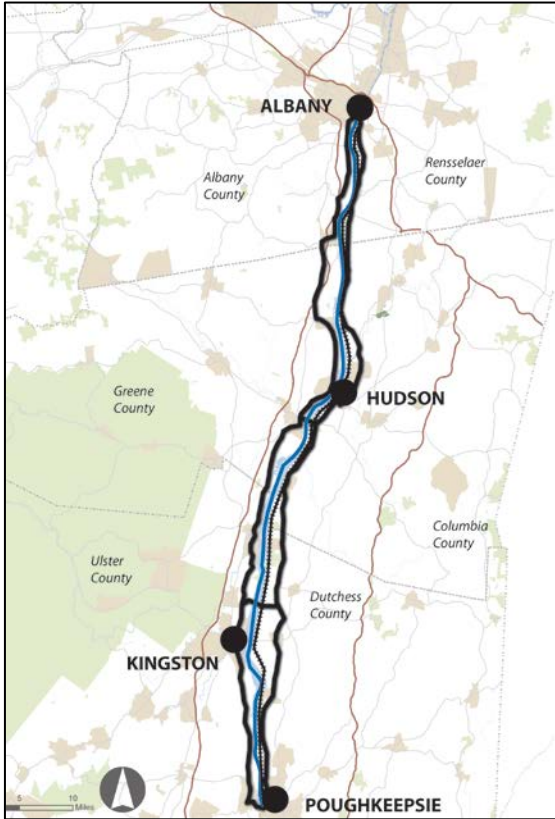 ALBANY
Rensselaer
County
Albany
County
Greene
County
HUDSON
Columbia
County
Ulster
County
Dutchess
County
KINGSTON
5 10
Miles
POUGHKEEPSIE